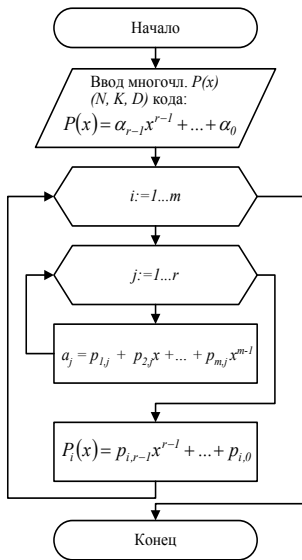 Начало
Ввод многочл. P(x)
(N, K, D) кода:
P(x) = α_{r-1}x^{r-1} + ... + α_0
i:=1...m
j:=1...r
a_j = p_{1,j} + p_{2,j}x + ... + p_{m,j}x^{m-1}
P_i(x) = p_{i,r-1}x^{r-1} + ... + p_{i,0}
Конец